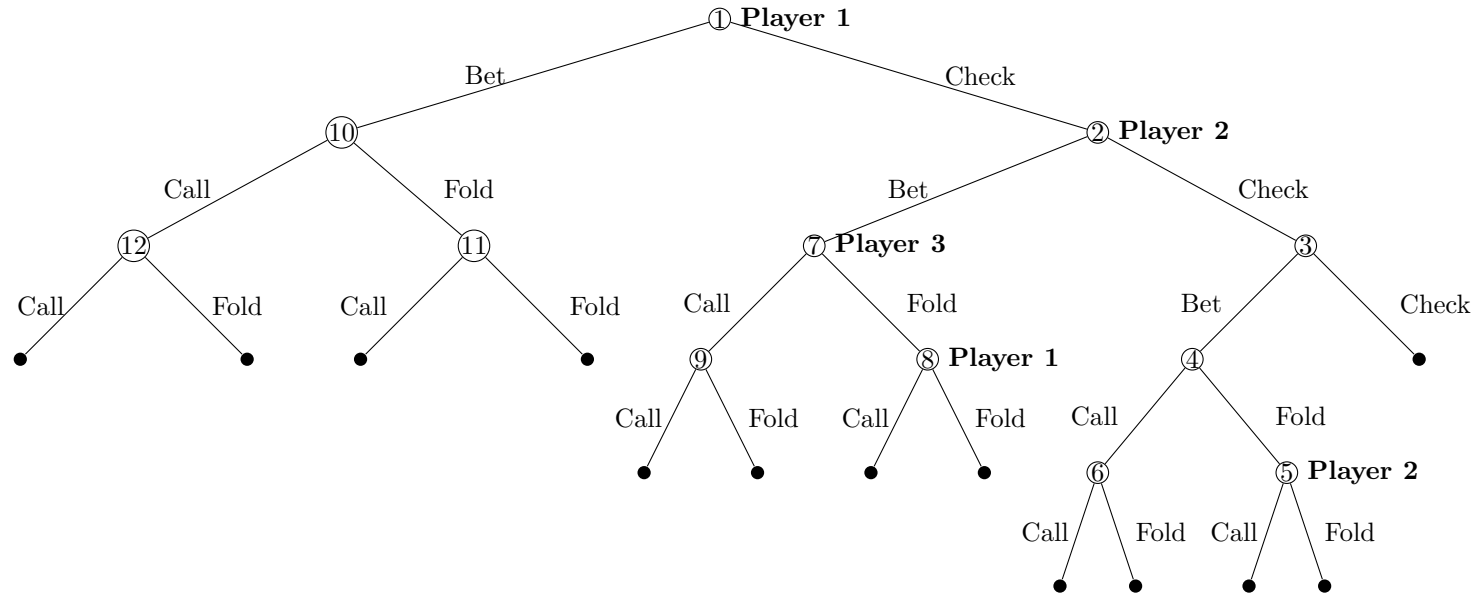 1 Player 1
Bet Check
10 2 Player 2
Call Fold Bet Check
12 11 7 Player 3 3
Call Fold Call Fold Call Fold Bet Check
9 8 Player 1 4
Call Fold Call Fold Call Fold
6 5 Player 2
Call Fold Call Fold